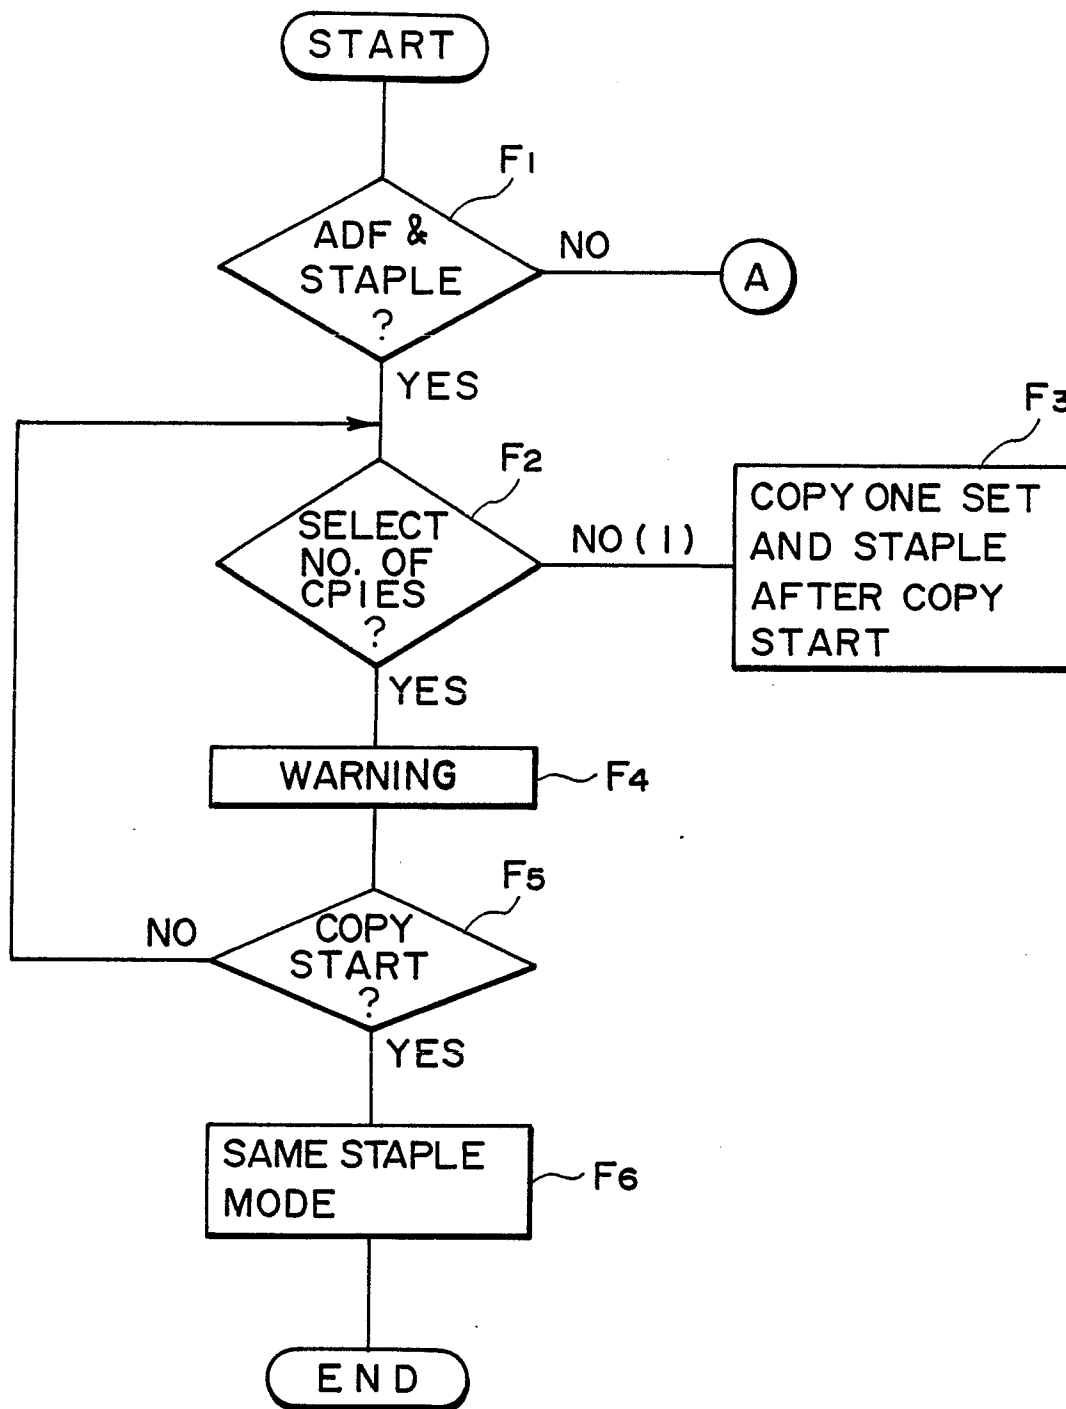 START
F1
ADF &
STAPLE
?
NO
A
YES
F2
SELECT
NO. OF
CPIES
?
NO (1)
F3
COPY ONE SET
AND STAPLE
AFTER COPY
START
YES
WARNING
F4
F5
COPY
START
?
NO
YES
SAME STAPLE
MODE
F6
END